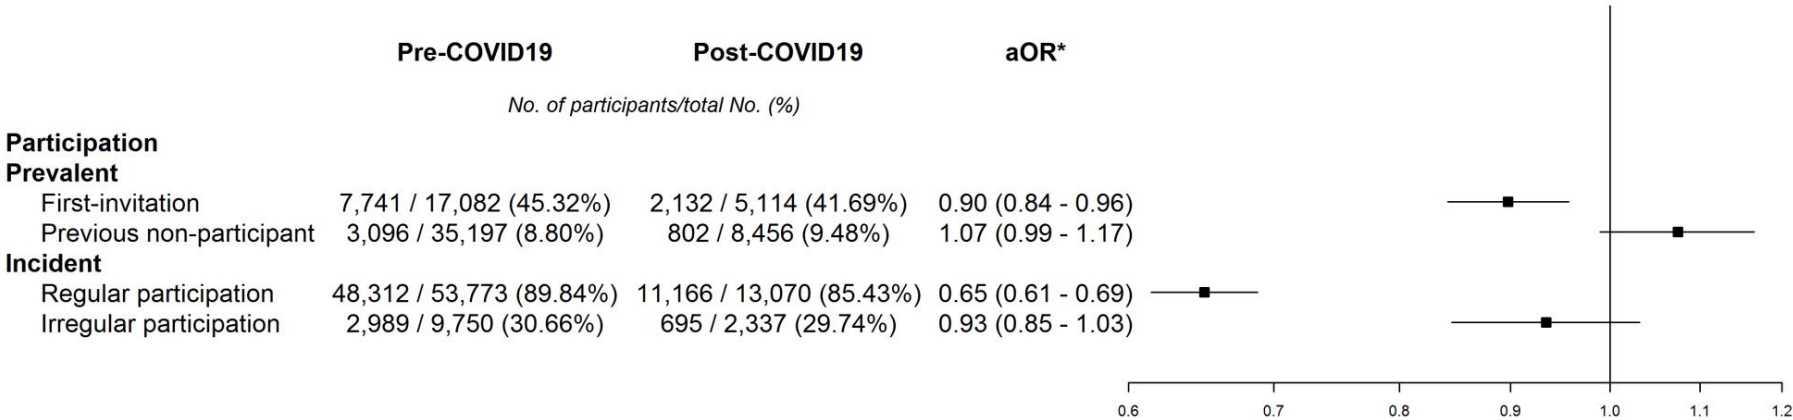 Pre-COVID19 Post-COVID19 aOR*
No. of participants/total No. (%)
Participation
Prevalent
First-invitation 7,741 / 17,082 (45.32%) 2,132 / 5,114 (41.69%) 0.90 (0.84 - 0.96)
Previous non-participant 3,096 / 35,197 (8.80%) 802 / 8,456 (9.48%) 1.07 (0.99 - 1.17)
Incident
Regular participation 48,312 / 53,773 (89.84%) 11,166 / 13,070 (85.43%) 0.65 (0.61 - 0.69)
Irregular participation 2,989 / 9,750 (30.66%) 695 / 2,337 (29.74%) 0.93 (0.85 - 1.03)
0.6 0.7 0.8 0.9 1.0 1.1 1.2